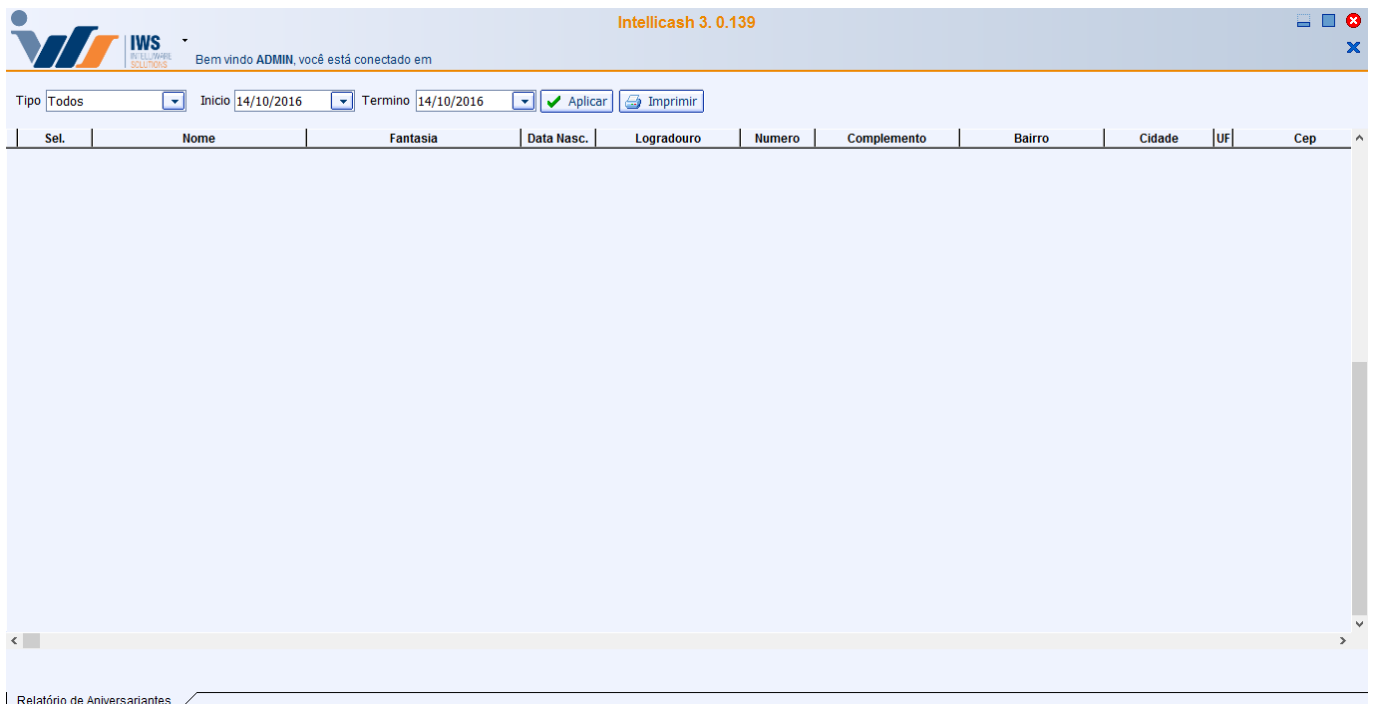 Intellicash 3. 0.139
IWS
INTELLIWARE
SOLUTIONS
Bem vindo ADMIN, você está conectado em
Tipo Todos Inicio 14/10/2016 Termino 14/10/2016 Aplicar Imprimir
Sel. Nome Fantasia Data Nasc. Logradouro Numero Complemento Bairro Cidade UF Cep
Relatório de Aniversariantes